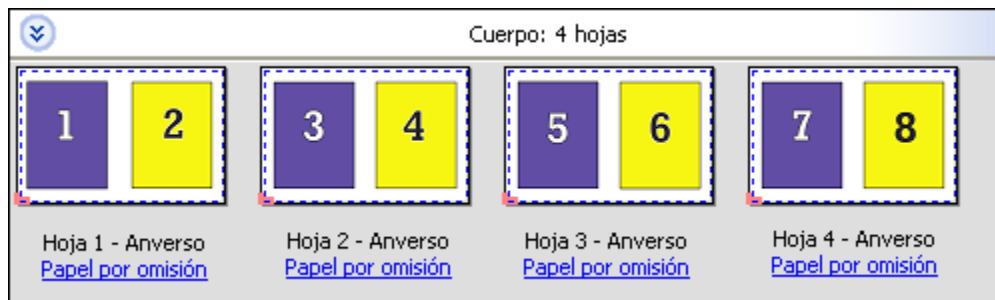 Cuerpo: 4 hojas
1 2 3 4 5 6 7 8
Hoja 1 - Anverso Hoja 2 - Anverso Hoja 3 - Anverso Hoja 4 - Anverso
Papel por omisión Papel por omisión Papel por omisión Papel por omisión